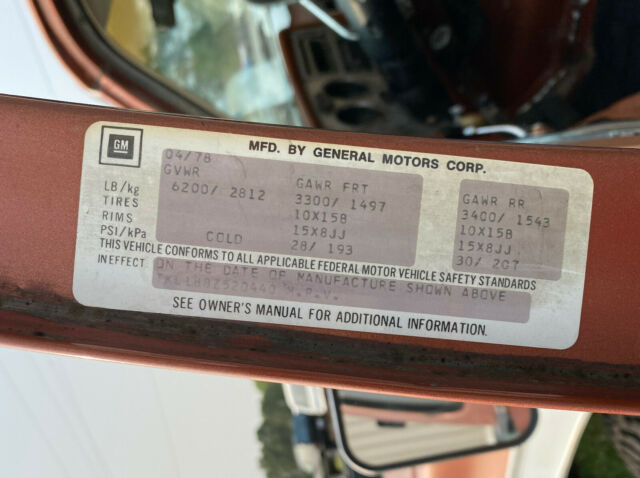 GM
MFD. BY GENERAL MOTORS CORP.
04/78
GVWR GAWR FRT GAWR RR
LB/kg 6200/ 2812 3300/ 1497 3400/ 1543
TIRES 10X15B 10X15B
RIMS 15X8JJ 15X8JJ
PSI/kPa COLD 28/ 193 30/ 207
THIS VEHICLE CONFORMS TO ALL APPLICABLE FEDERAL MOTOR VEHICLE SAFETY STANDARDS
IN EFFECT ON THE DATE OF MANUFACTURE SHOWN ABOVE
M.P.V.
SEE OWNER'S MANUAL FOR ADDITIONAL INFORMATION.